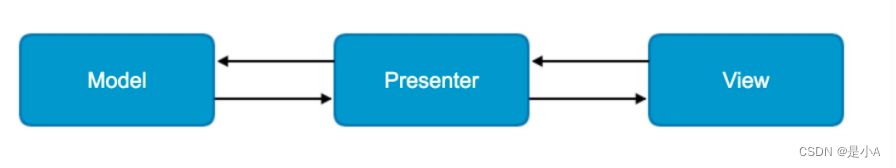 Model
Presenter
View
CSDN @是小A